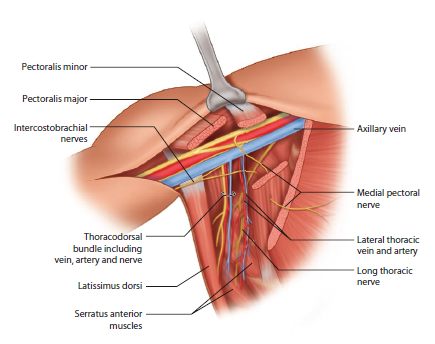 Pectoralis minor
Pectoralis major
Intercostobrachial
nerves
Thoracodorsal
bundle including
vein, artery and nerve
Latissimus dorsi
Serratus anterior
muscles
Axillary vein
Medial pectoral
nerve
Lateral thoracic
vein and artery
Long thoracic
nerve